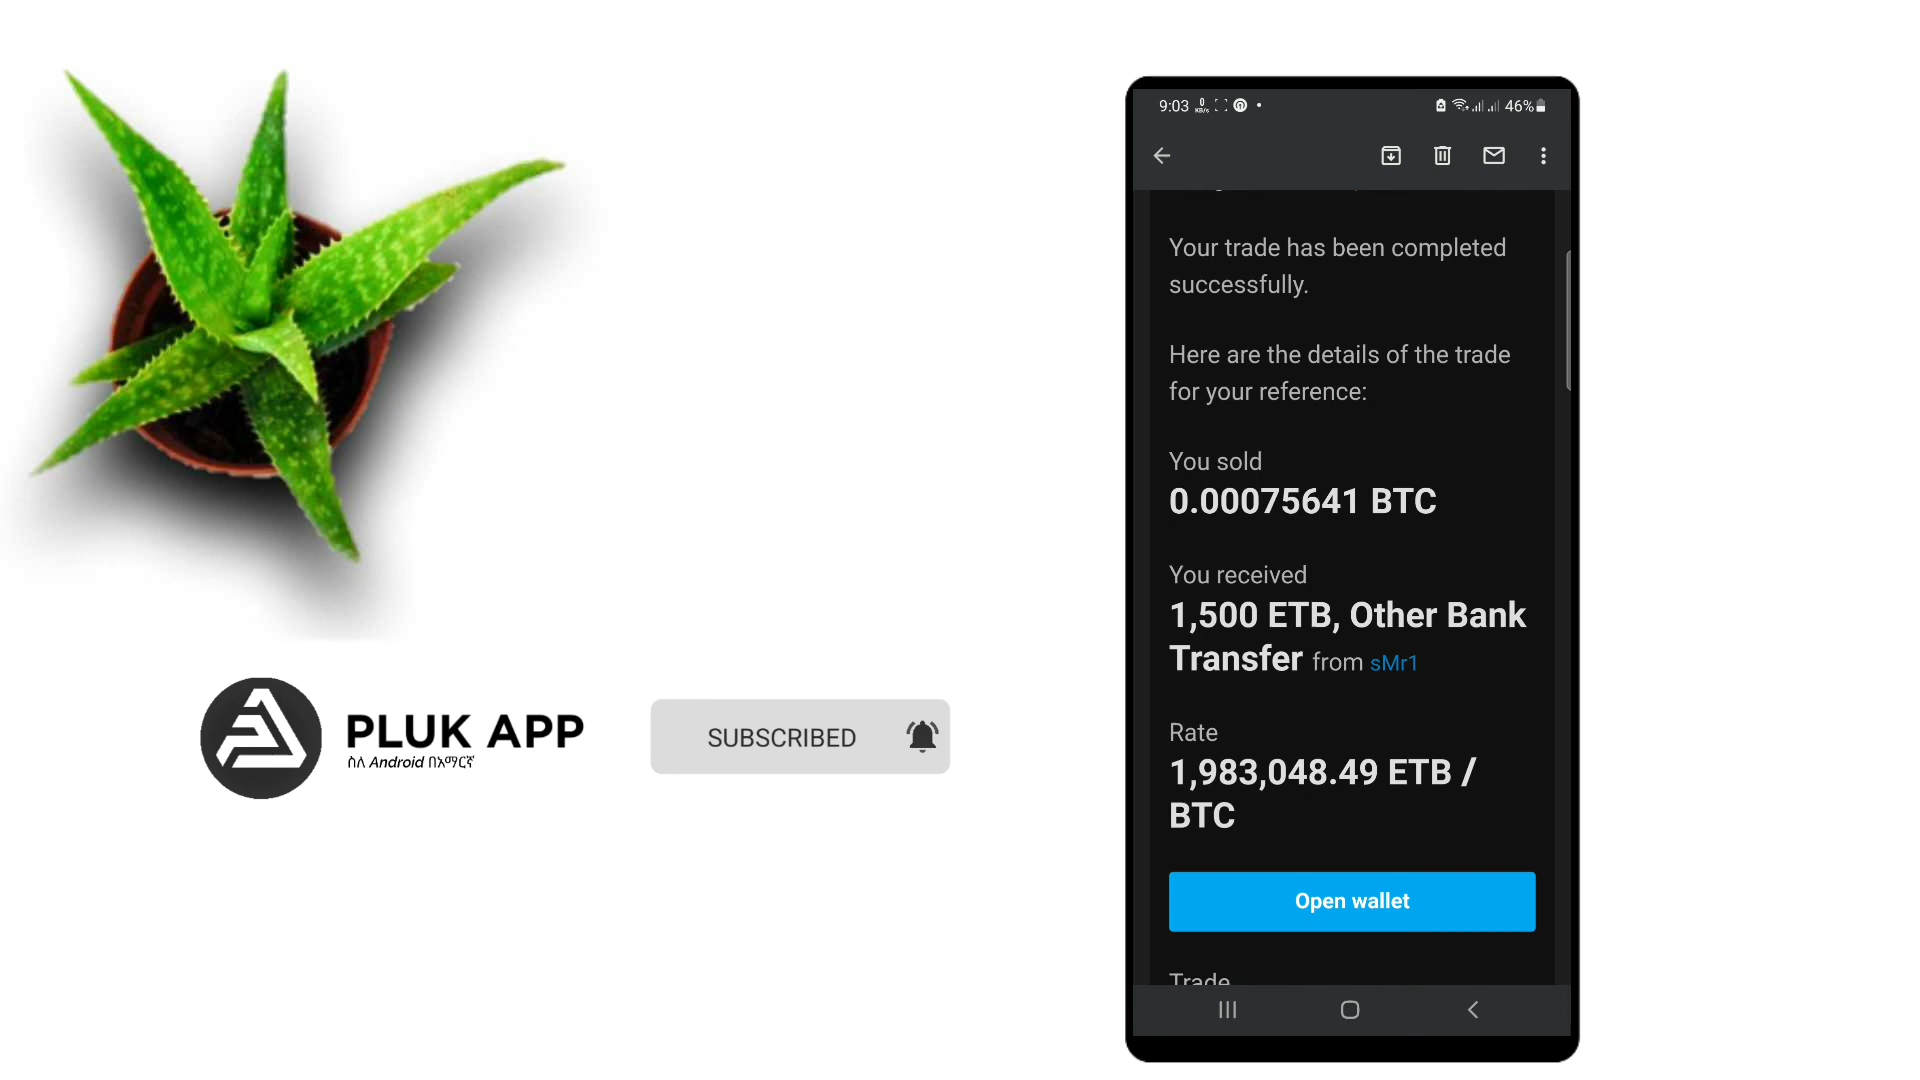 PLUK APP
ስለ Android በአማርኛ
SUBSCRIBED
9:03
0
KB/s
46%
Your trade has been completed
successfully.
Here are the details of the trade
for your reference:
You sold
0.00075641 BTC
You received
1,500 ETB, Other Bank
Transfer from sMr1
Rate
1,983,048.49 ETB /
BTC
Open wallet
Trade